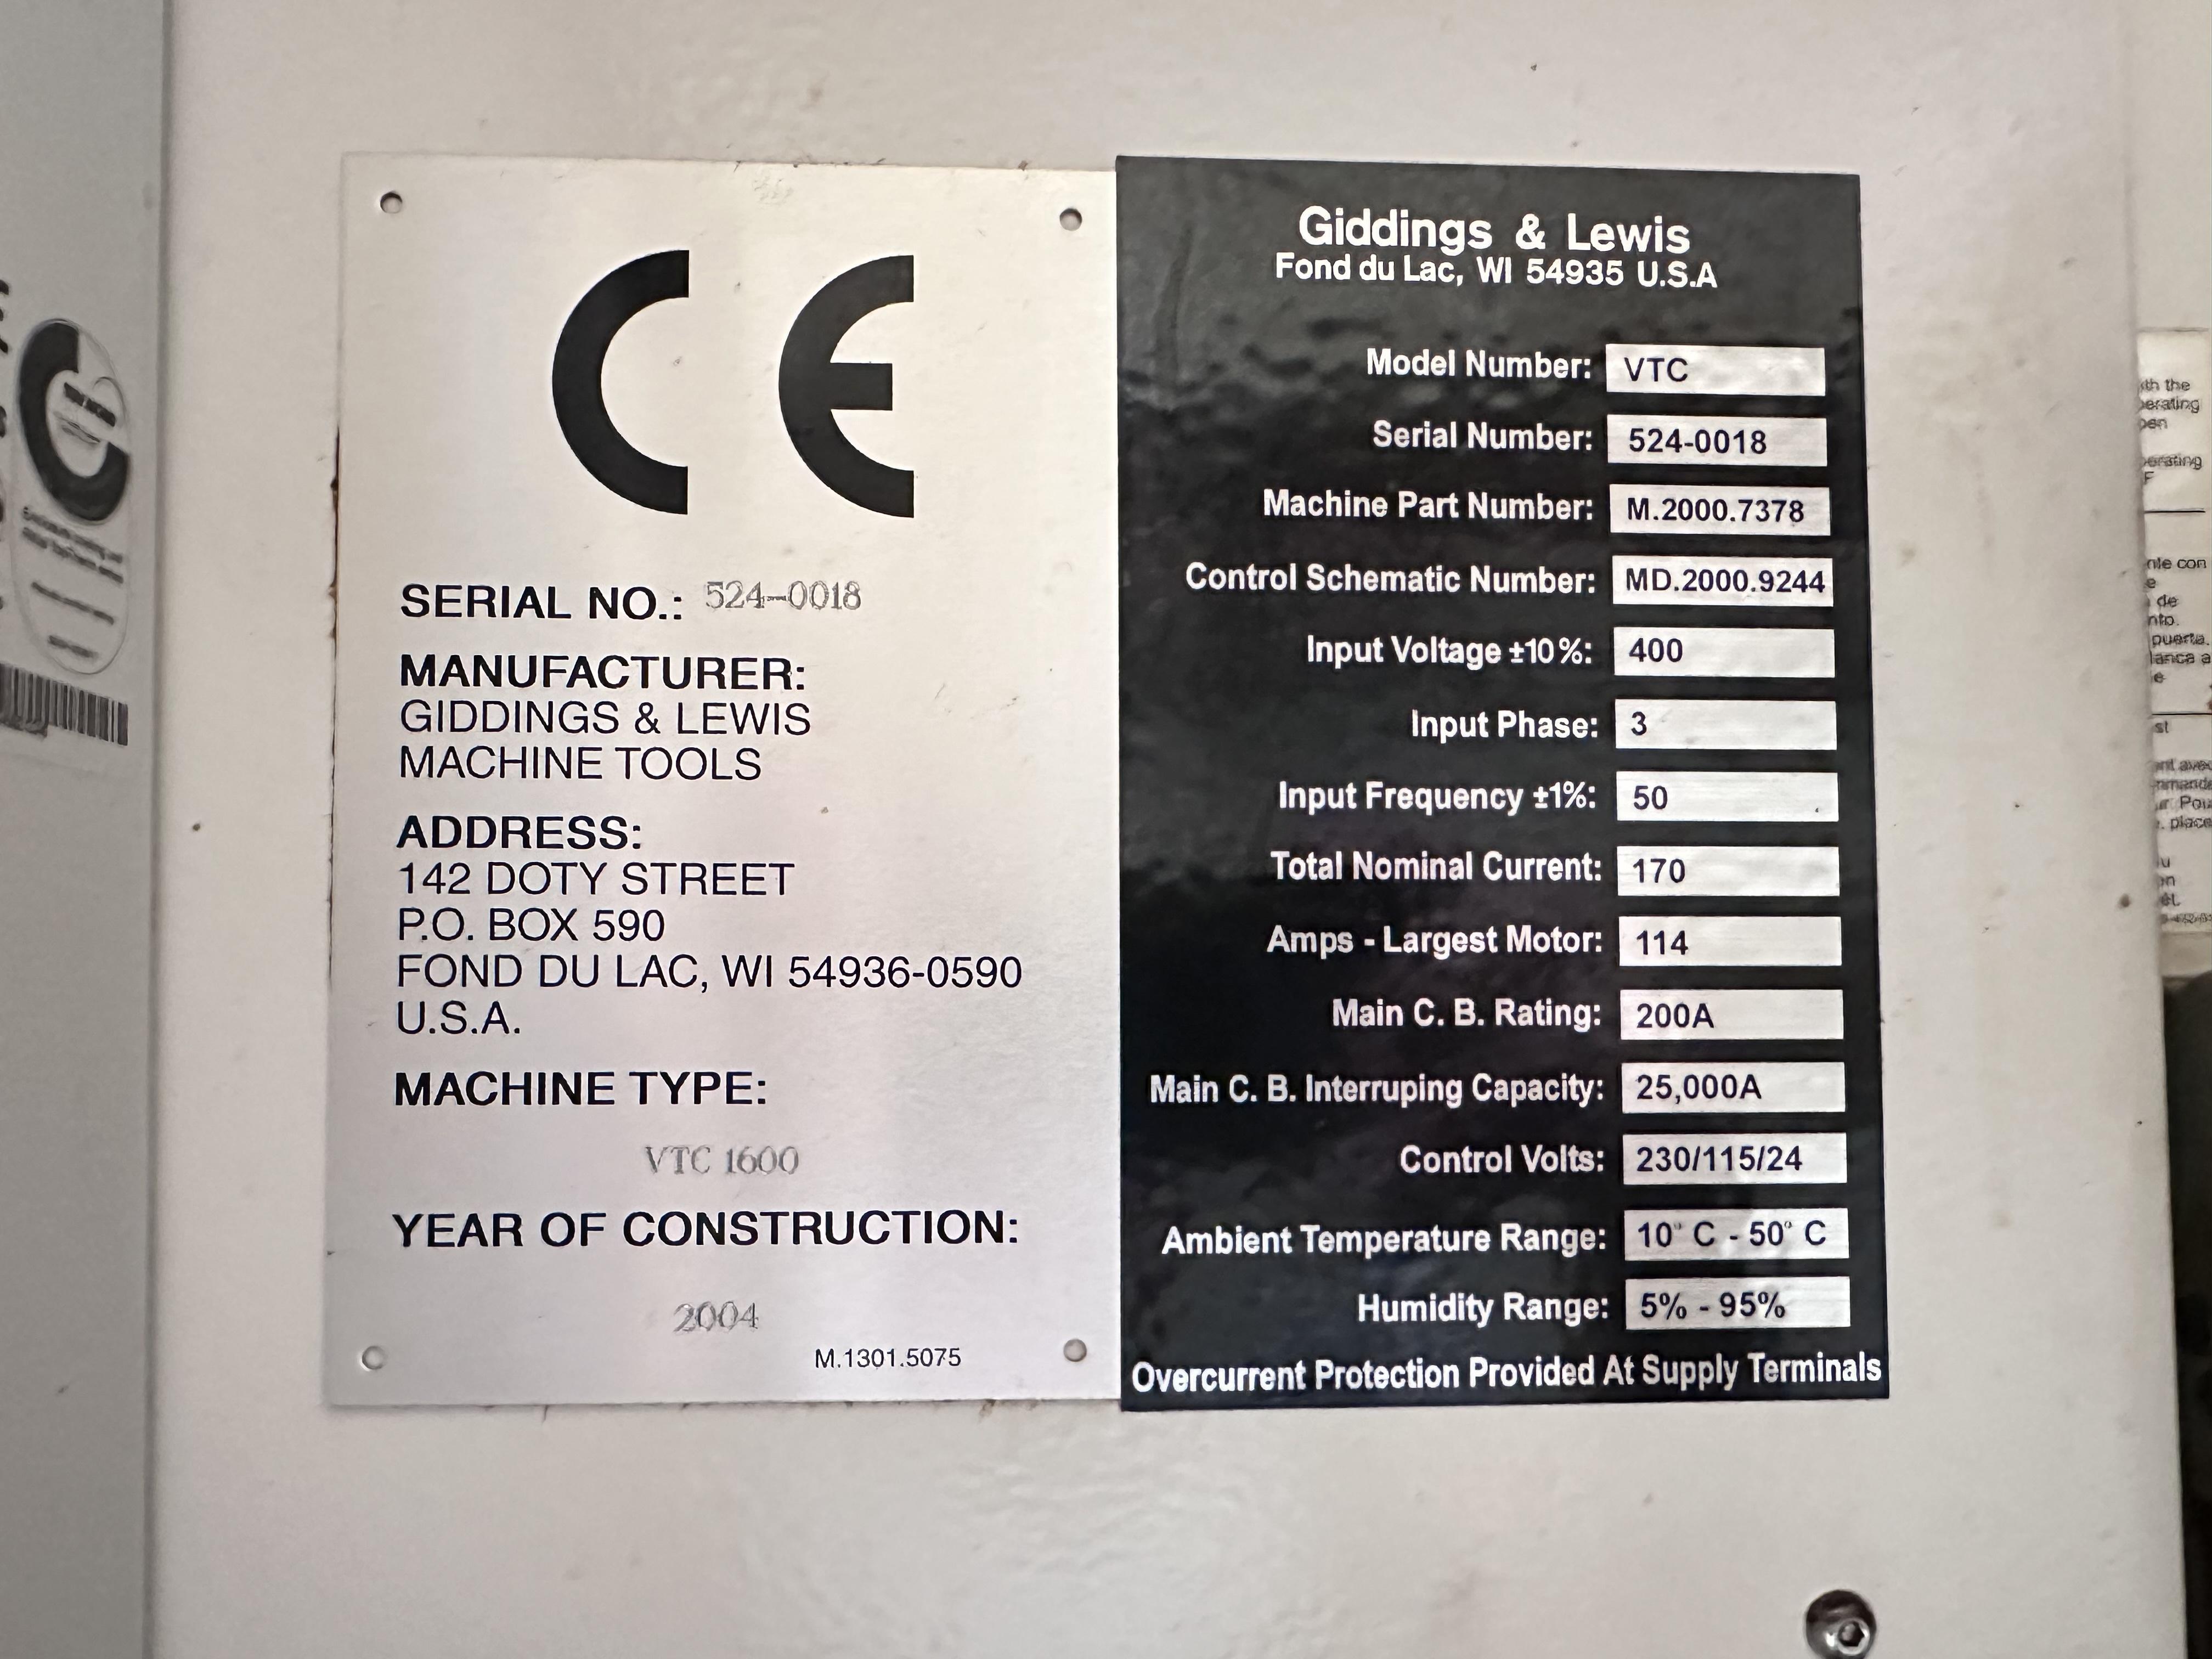 CE
SERIAL NO.: 524-0018
MANUFACTURER:
GIDDINGS & LEWIS
MACHINE TOOLS
ADDRESS:
142 DOTY STREET
P.O. BOX 590
FOND DU LAC, WI 54936-0590
U.S.A.
MACHINE TYPE:
VTC 1600
YEAR OF CONSTRUCTION:
2004
M.1301.5075
Giddings & Lewis
Fond du Lac, WI 54935 U.S.A
Model Number: VTC
Serial Number: 524-0018
Machine Part Number: M.2000.7378
Control Schematic Number: MD.2000.9244
Input Voltage ±10%: 400
Input Phase: 3
Input Frequency ±1%: 50
Total Nominal Current: 170
Amps - Largest Motor: 114
Main C. B. Rating: 200A
Main C. B. Interruping Capacity: 25,000A
Control Volts: 230/115/24
Ambient Temperature Range: 10° C - 50° C
Humidity Range: 5% - 95%
Overcurrent Protection Provided At Supply Terminals
the
con
de
puerta.
place